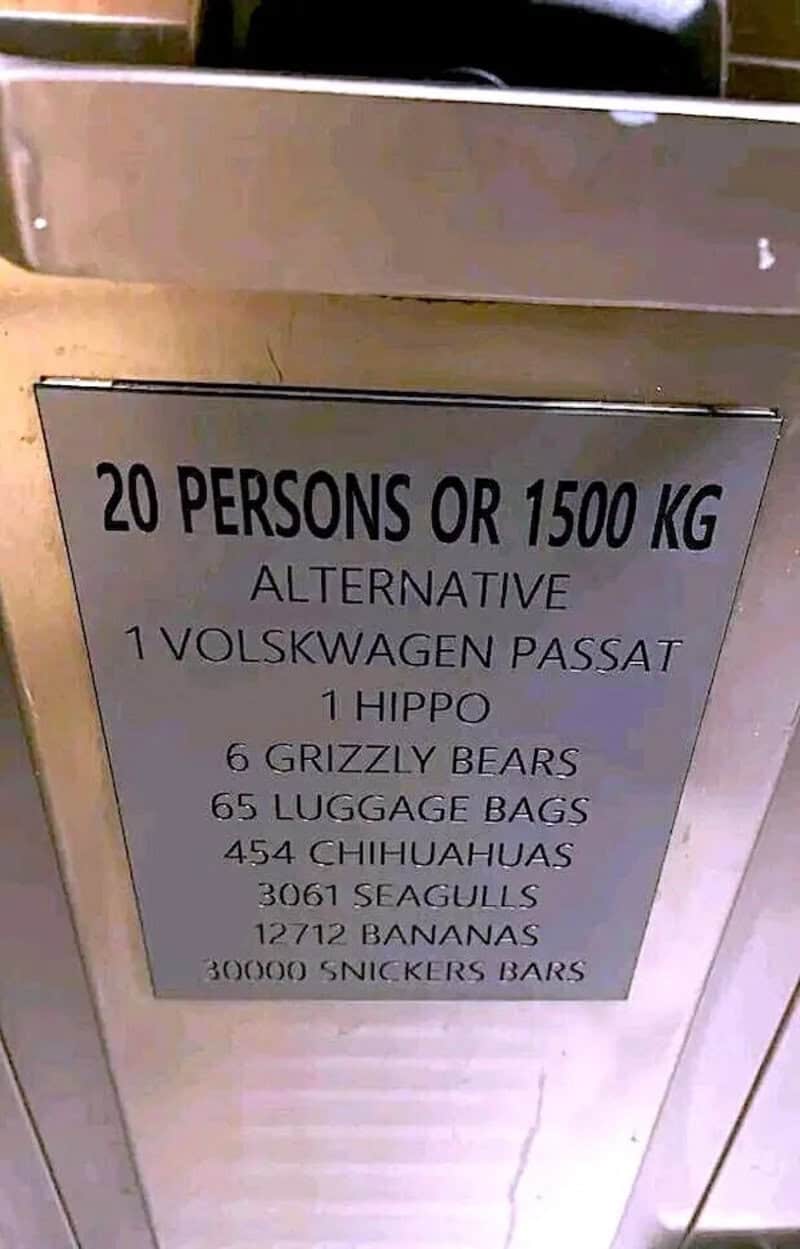 20 PERSONS OR 1500 KG
ALTERNATIVE
1 VOLSKWAGEN PASSAT
1 HIPPO
6 GRIZZLY BEARS
65 LUGGAGE BAGS
454 CHIHUAHUAS
3061 SEAGULLS
12712 BANANAS
30000 SNICKERS BARS